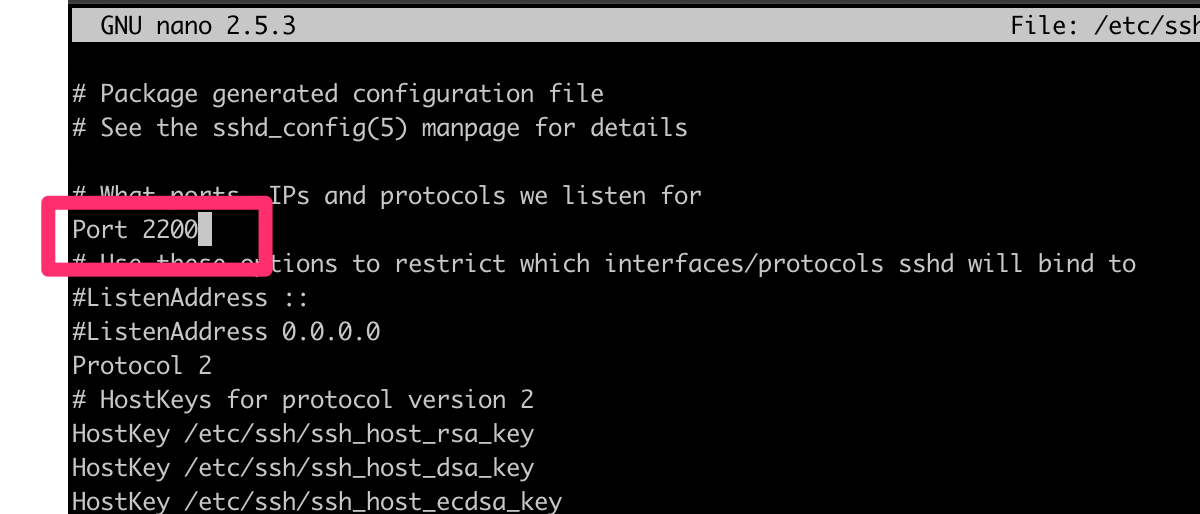 GNU nano 2.5.3 File: /etc/ssh
# Package generated configuration file
# See the sshd_config(5) manpage for details
# What ports, IPs and protocols we listen for
Port 2200
# Use these options to restrict which interfaces/protocols sshd will bind to
#ListenAddress ::
#ListenAddress 0.0.0.0
Protocol 2
# HostKeys for protocol version 2
HostKey /etc/ssh/ssh_host_rsa_key
HostKey /etc/ssh/ssh_host_dsa_key
HostKey /etc/ssh/ssh_host_ecdsa_key